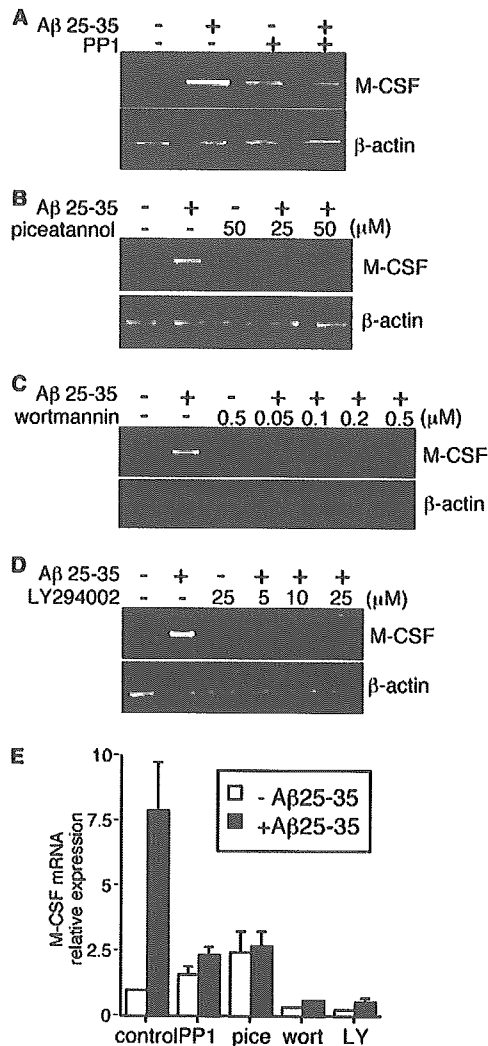 A
Aβ 25-35 - + - +
PP1 - - + +
M-CSF
β-actin
B
Aβ 25-35 - + - + +
piceatannol - - 50 25 50 (μM)
M-CSF
β-actin
C
Aβ 25-35 - + - + + + +
wortmannin - - 0.5 0.05 0.1 0.2 0.5 (μM)
M-CSF
β-actin
D
Aβ 25-35 - + - + + +
LY294002 - - 25 5 10 25 (μM)
M-CSF
β-actin
E
M-CSF mRNA
relative expression
10
7.5
5
2.5
0
- Aβ25-35
+Aβ25-35
control PP1 pice wort LY